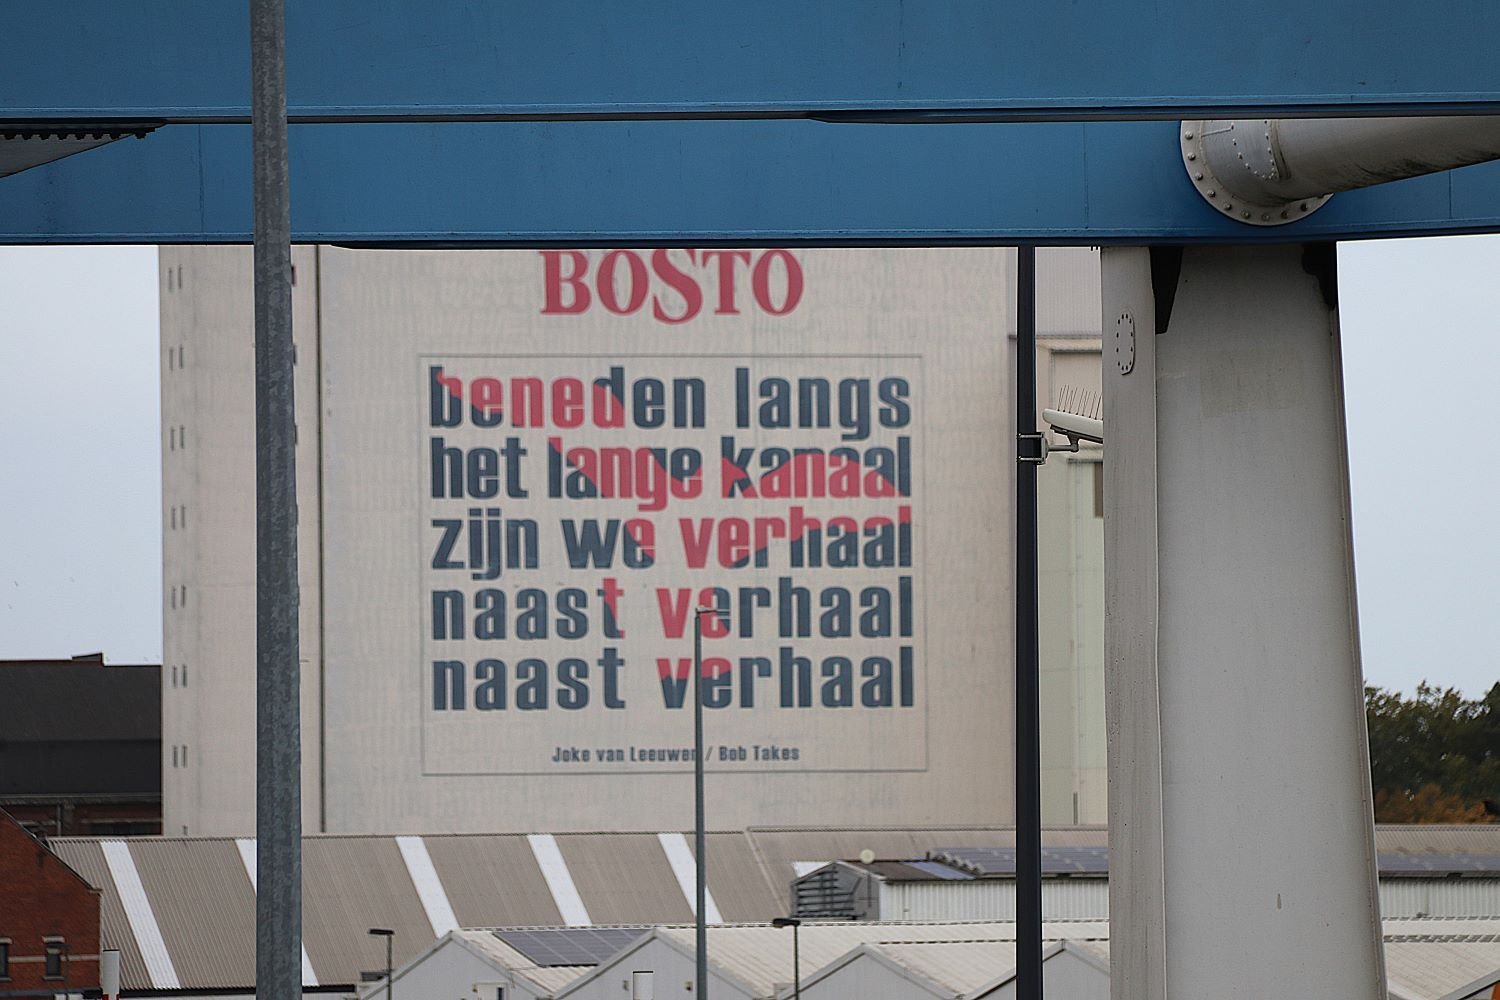 BOSTO
beneden langs
het lange kanaal
zijn we verhaal
naast verhaal
naast verhaal
Joke van Leeuwen / Bob Takes